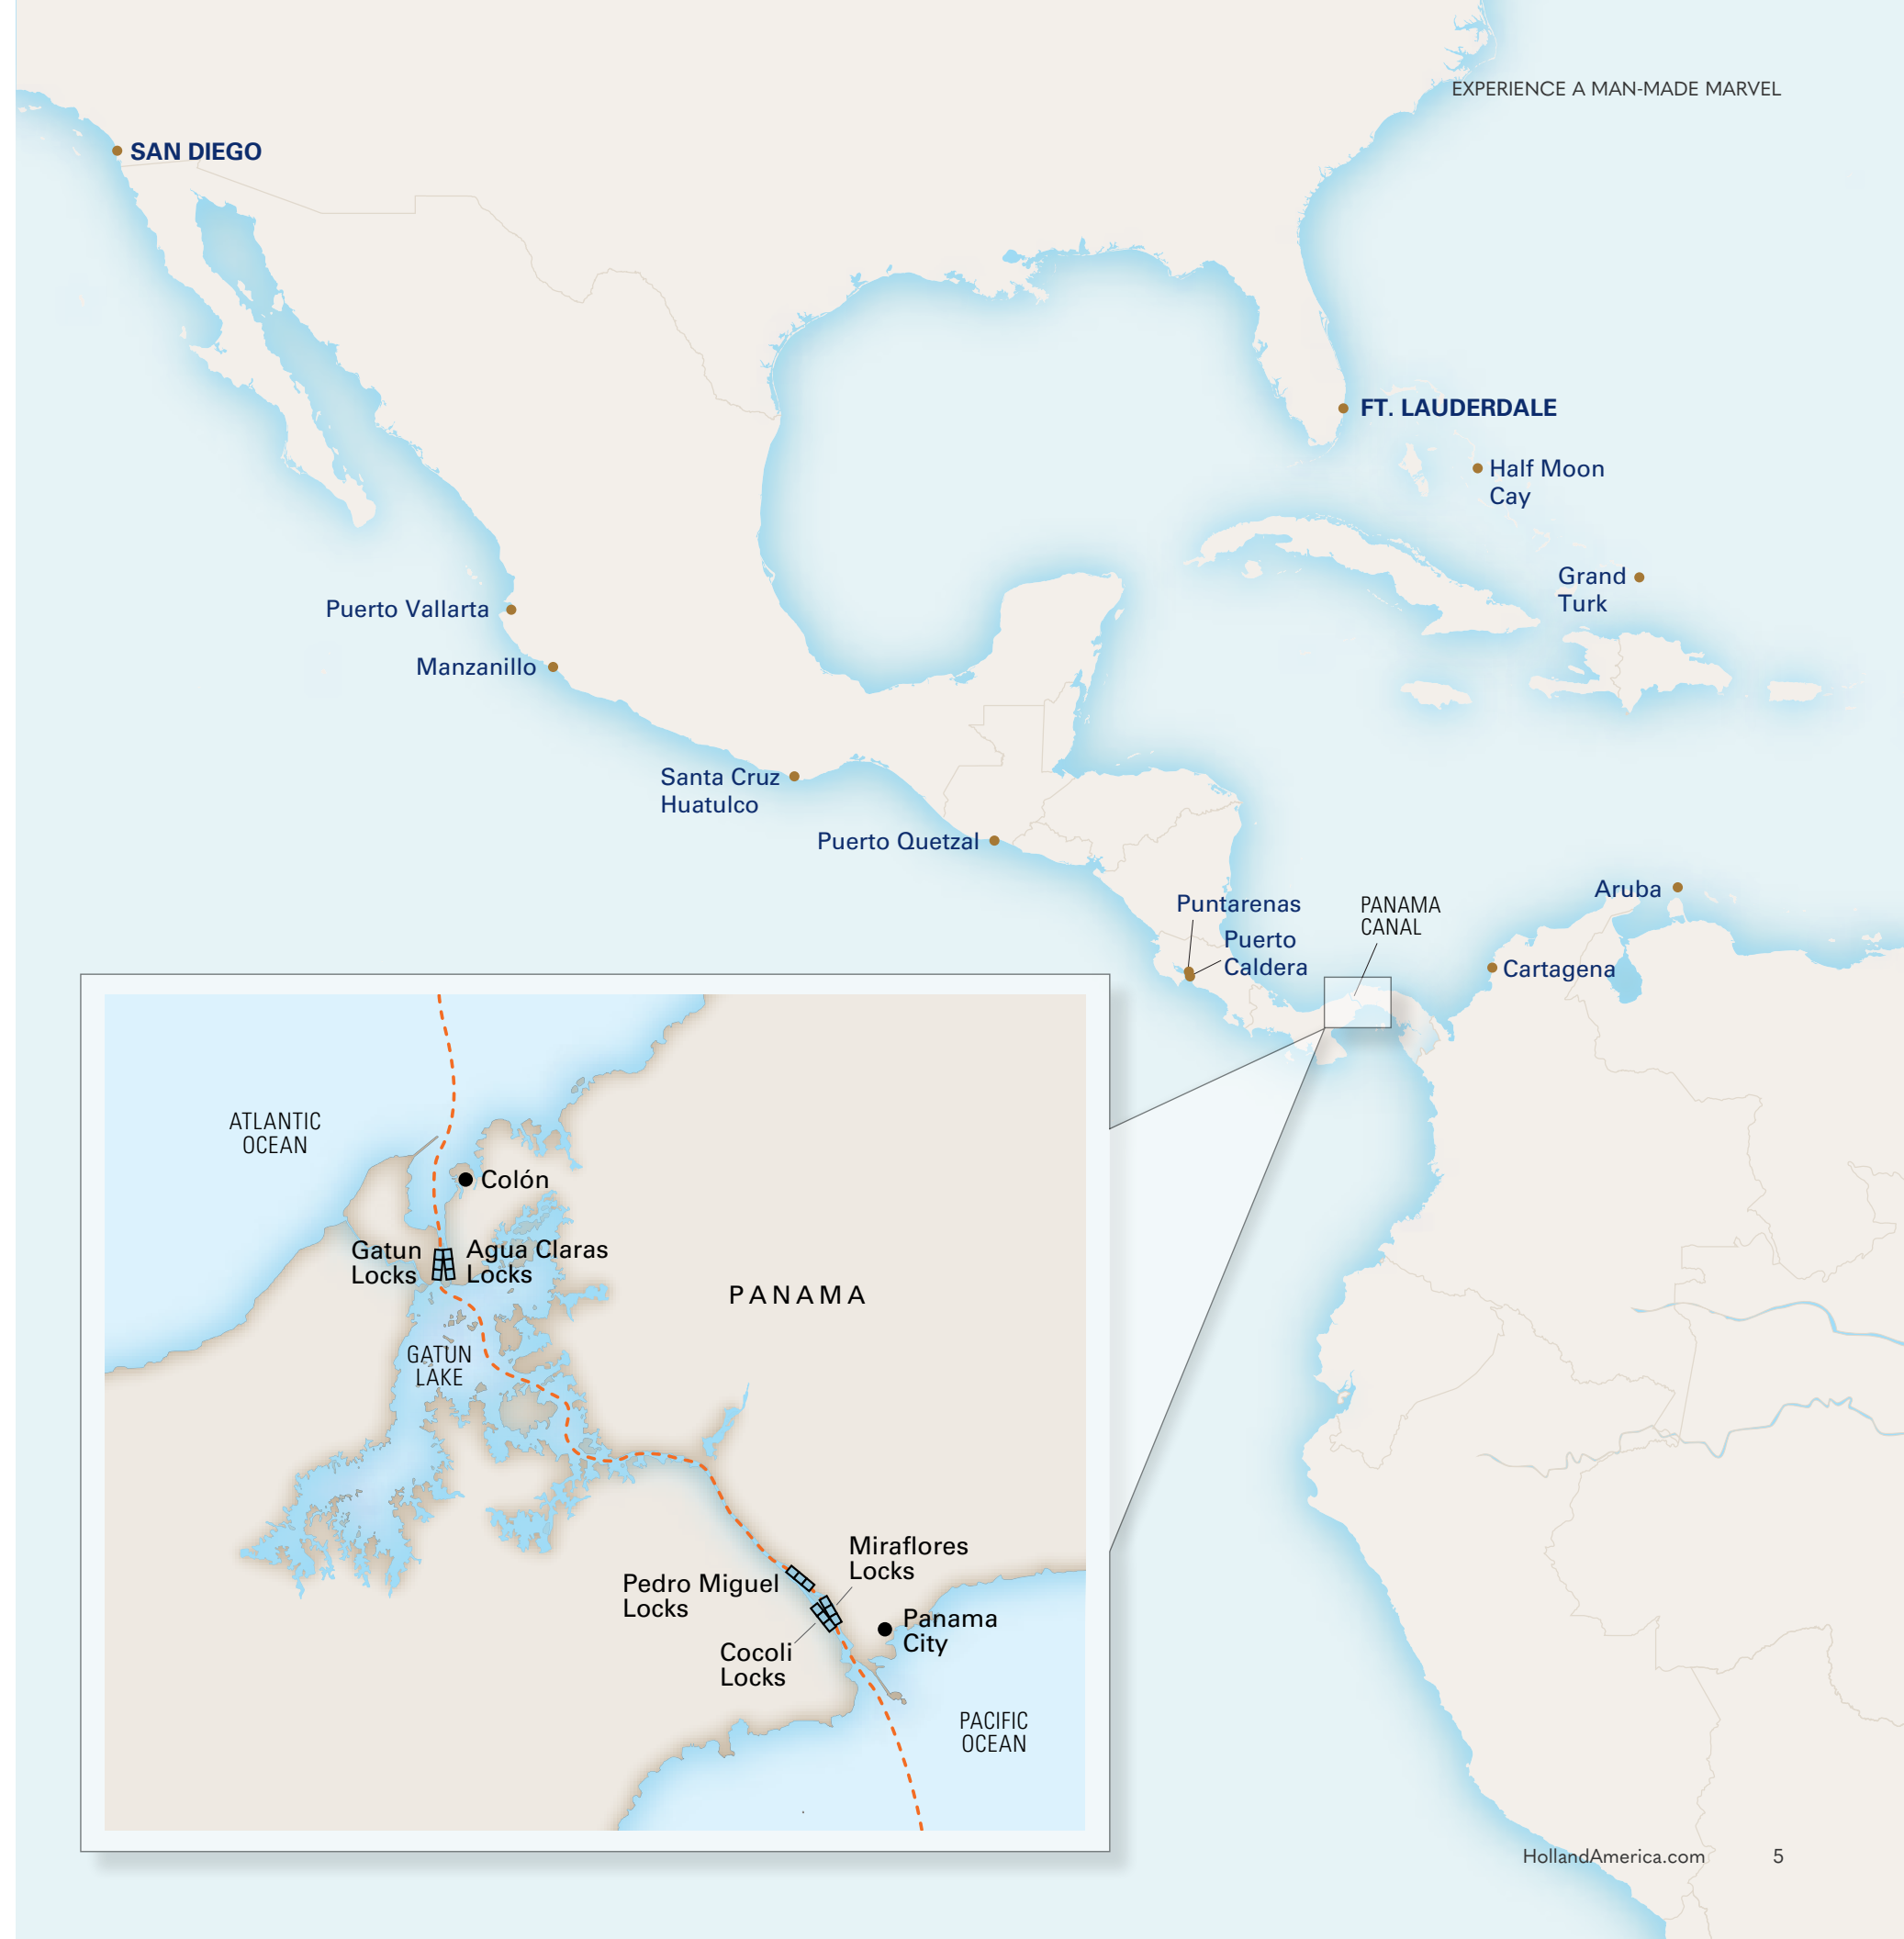 EXPERIENCE A MAN-MADE MARVEL
SAN DIEGO
FT. LAUDERDALE
Half Moon
Cay
Grand
Turk
Puerto Vallarta
Manzanillo
Santa Cruz
Huatulco
Puerto Quetzal
Aruba
Puntarenas
PANAMA
CANAL
Puerto
Caldera
Cartagena
ATLANTIC
OCEAN
Colón
Gatun
Locks
Agua Claras
Locks
PANAMA
GATUN
LAKE
Miraflores
Locks
Pedro Miguel
Locks
Panama
City
Cocoli
Locks
PACIFIC
OCEAN
HollandAmerica.com 5